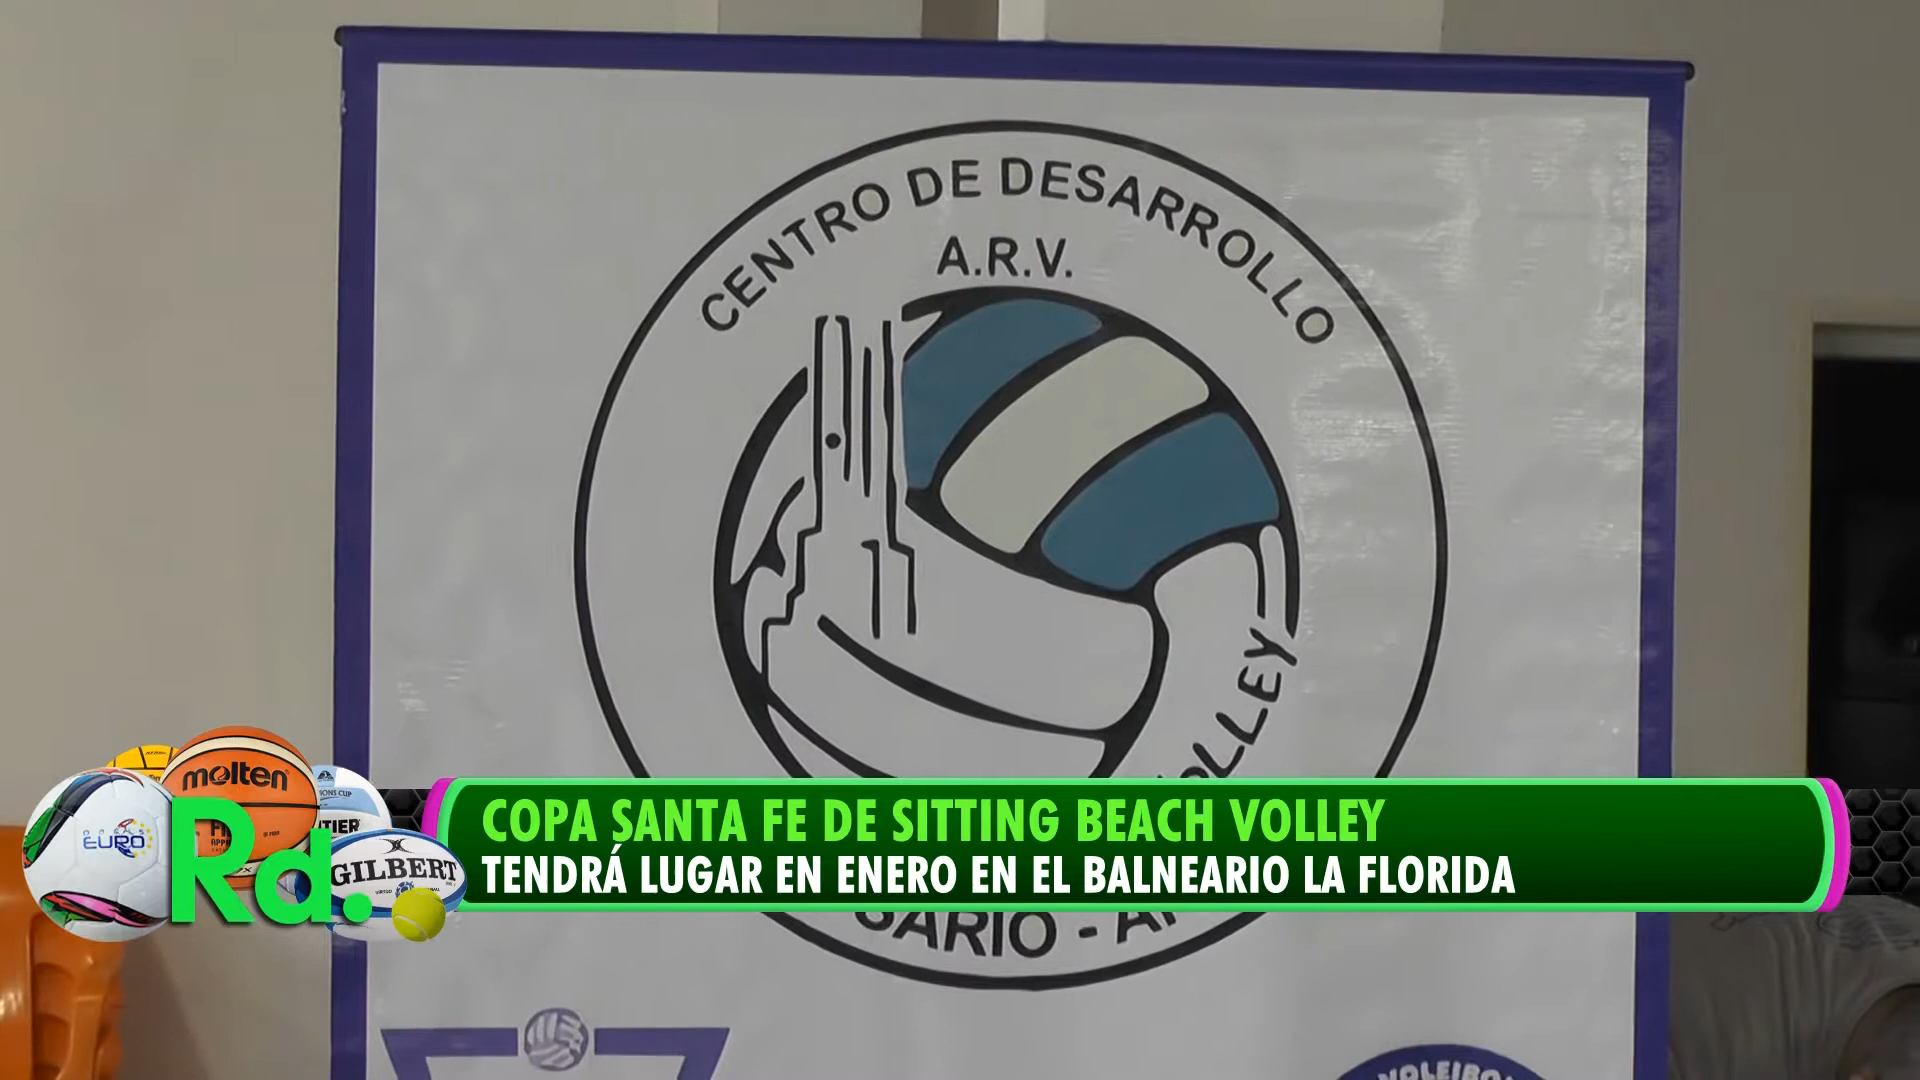 CENTRO DE DESARROLLO
A.R.V.
VOLLEY
molten
EURO
GILBERT
Rd.
COPA SANTA FE DE SITTING BEACH VOLLEY
TENDRÁ LUGAR EN ENERO EN EL BALNEARIO LA FLORIDA